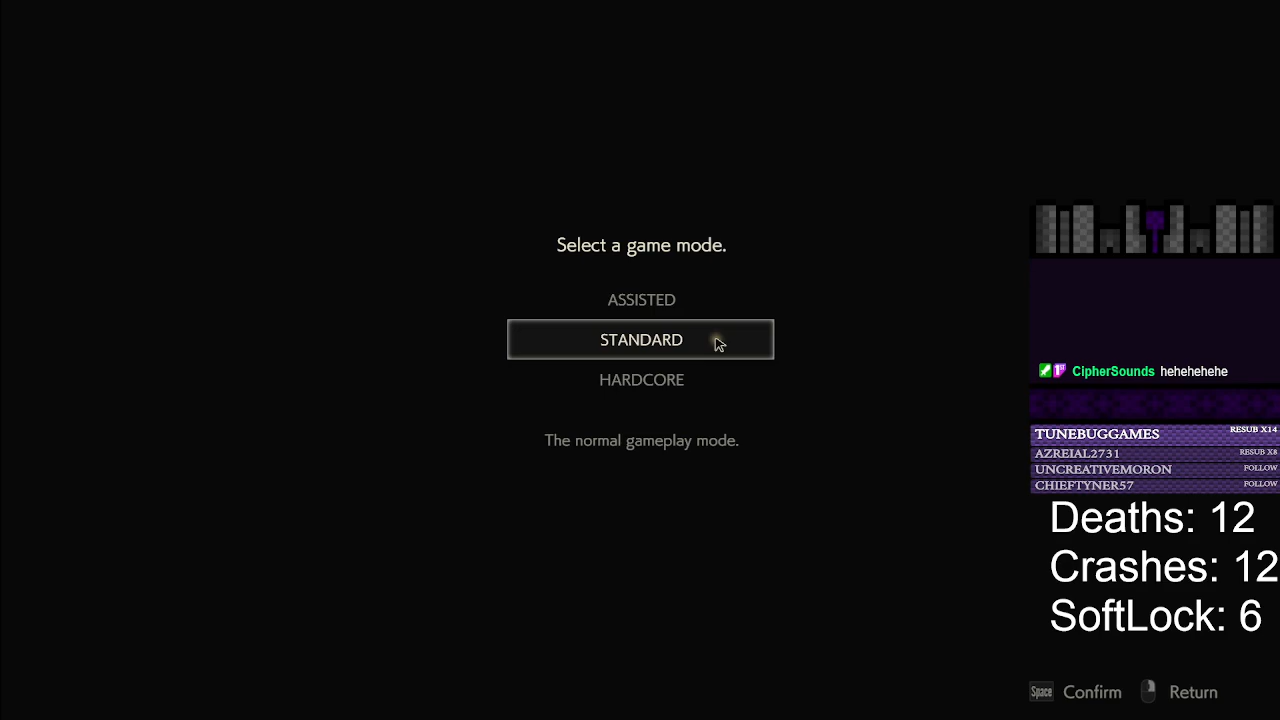 Select a game mode.
ASSISTED
STANDARD
HARDCORE
The normal gameplay mode.
CipherSounds hehehehehe
TUNEBUGGAMES RESUB X14
AZREIAL2731 RESUB X8
UNCREATIVEMORON FOLLOW
CHIEFTYNER57 FOLLOW
Deaths: 12
Crashes: 12
SoftLock: 6
Space Confirm Return